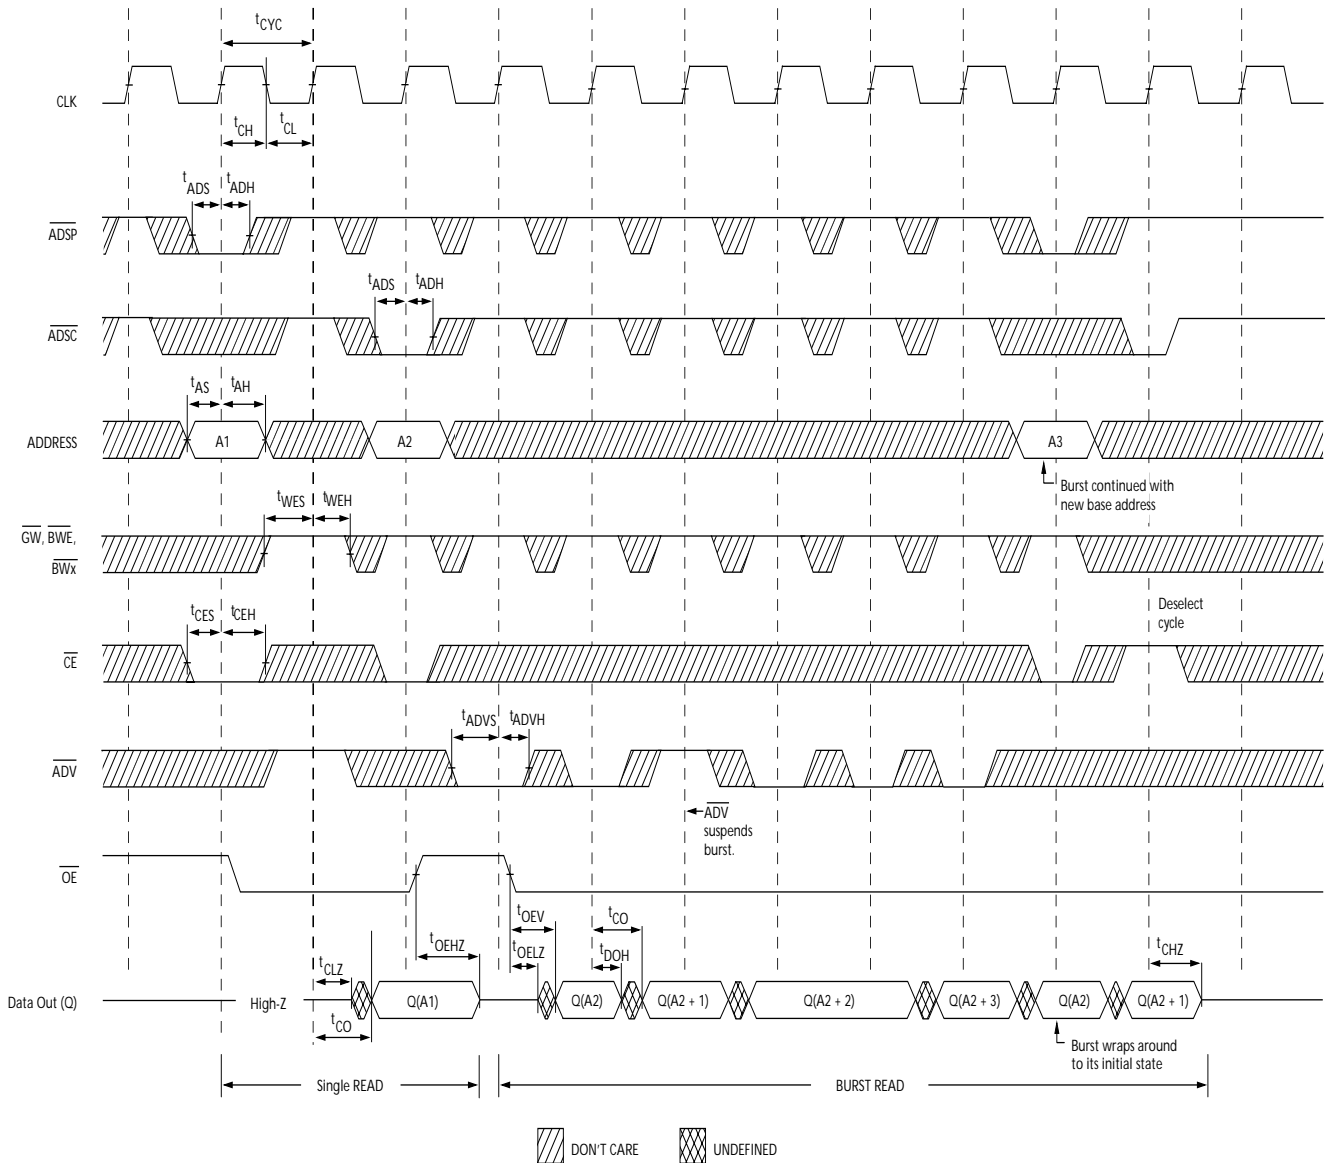 tCYC
CLK
tCH
tCL
tADS
tADH
ADSP
tADS
tADH
ADSC
tAS
tAH
ADDRESS
A1
A2
A3
Burst continued with
new base address
tWES
tWEH
GW, BWE,
BWx
tCES
tCEH
Deselect
cycle
CE
tADVS
tADVH
ADV
ADV
suspends
burst.
OE
tOEV
tCO
tOEHZ
tOELZ
tDOH
tCHZ
tCLZ
Data Out (Q)
High-Z
Q(A1)
Q(A2)
Q(A2 + 1)
Q(A2 + 2)
Q(A2 + 3)
Q(A2)
Q(A2 + 1)
tCO
Burst wraps around
to its initial state
Single READ
BURST READ
DON'T CARE
UNDEFINED